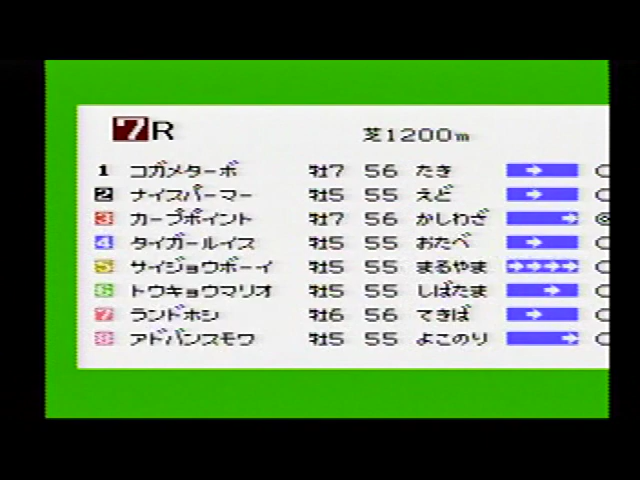 7R 芝1200m
1 コガメターボ 牡7 56 たき →
2 ナイスパーマー 牡5 55 えど →
3 カープポイント 牡7 56 かしわざ → ◎
4 タイガールイス 牡5 55 おたべ →
5 サイジョウボーイ 牡5 55 まるやま →→→→
6 トウキョウマリオ 牡5 55 しばたま →
7 ランドホシ 牡6 56 てきば →
8 アドバンスモワ 牡5 55 よこのり →